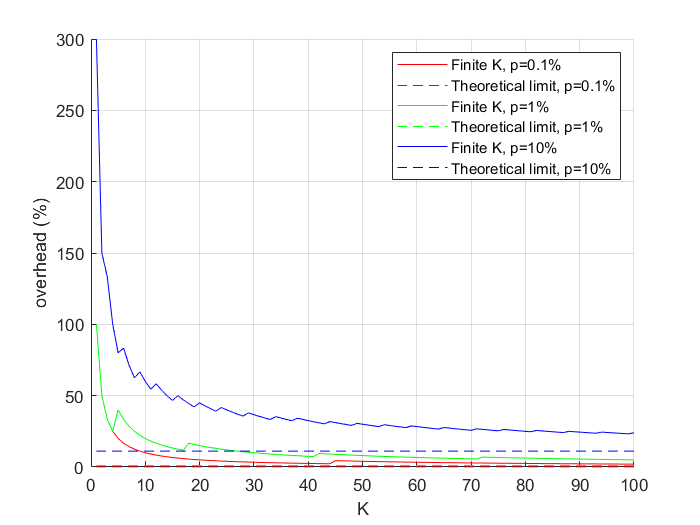 300
250
200
150
100
50
0
overhead (%)
0 10 20 30 40 50 60 70 80 90 100
K
Finite K, p=0.1%
Theoretical limit, p=0.1%
Finite K, p=1%
Theoretical limit, p=1%
Finite K, p=10%
Theoretical limit, p=10%